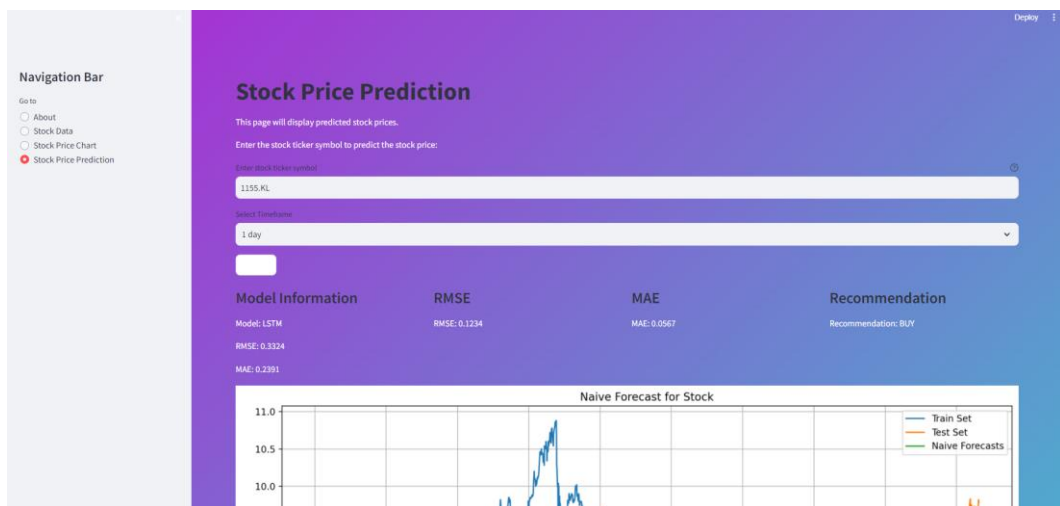 Deploy
Navigation Bar
Go to
About
Stock Data
Stock Price Chart
Stock Price Prediction
Stock Price Prediction
This page will display predicted stock prices.
Enter the stock ticker symbol to predict the stock price:
Enter stock ticker symbol
1155.KL
Select Timeframe
1 day
Model Information
RMSE
MAE
Recommendation
Model: LSTM
RMSE: 0.1234
MAE: 0.0567
Recommendation: BUY
RMSE: 0.3324
MAE: 0.2391
Naive Forecast for Stock
11.0
10.5
10.0
Train Set
Test Set
Naive Forecasts